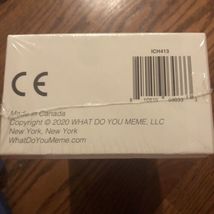 ICH413
CE
Made in Canada
Copyright © 2020 WHAT DO YOU MEME, LLC
New York, New York
WhatDoYouMeme.com